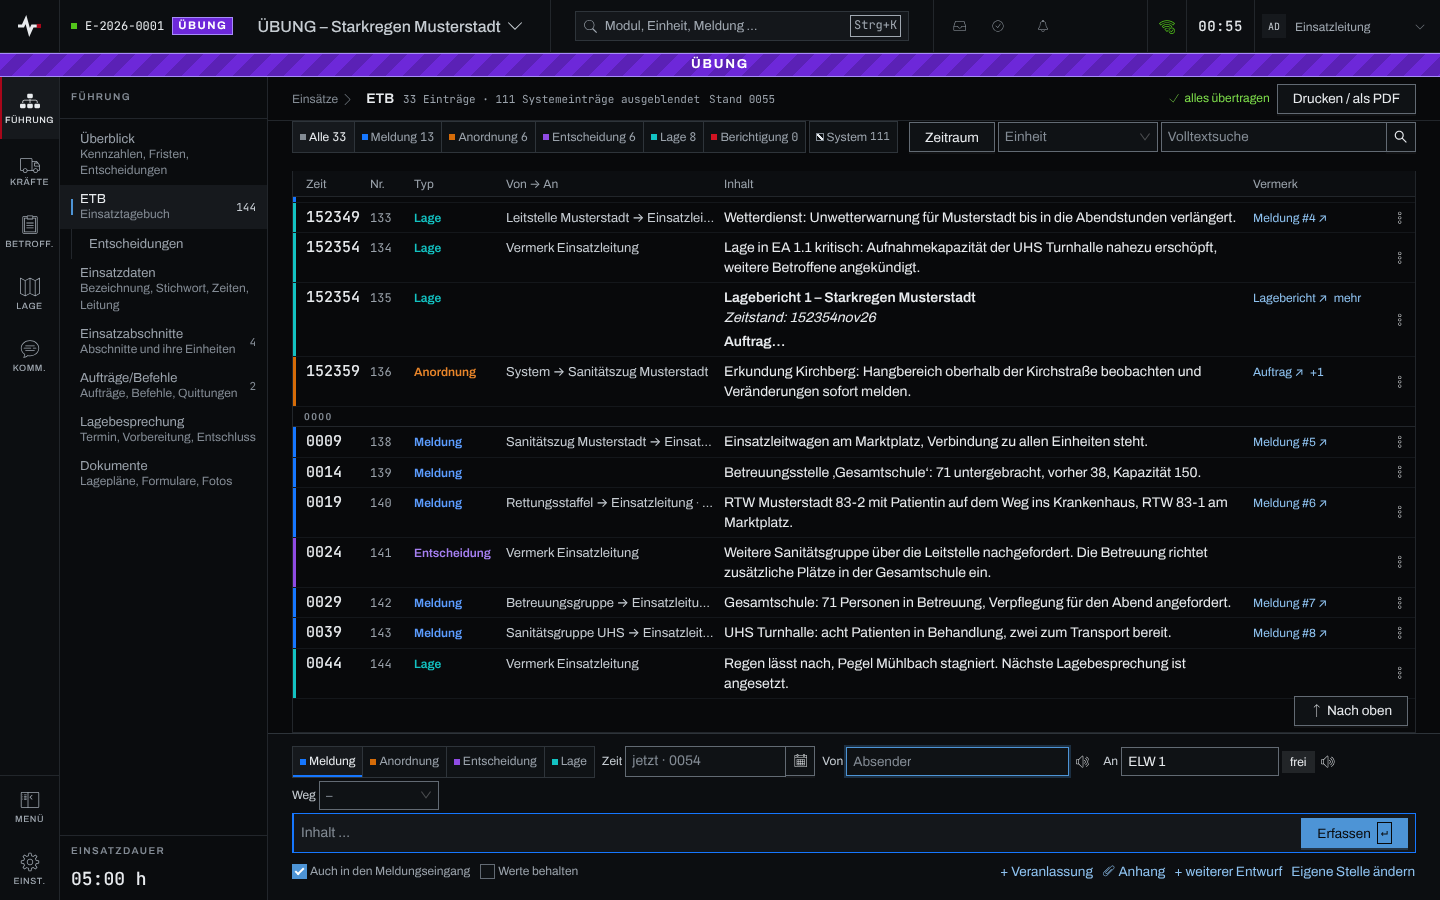 E-2026-0001 ÜBUNG ÜBUNG – Starkregen Musterstadt Modul, Einheit, Meldung ... Strg+K 00:55 AD Einsatzleitung
ÜBUNG
FÜHRUNG
KRÄFTE
BETROFF.
LAGE
KOMM.
MENÜ
EINST.
FÜHRUNG
Überblick
Kennzahlen, Fristen,
Entscheidungen
ETB
Einsatztagebuch 144
Entscheidungen
Einsatzdaten
Bezeichnung, Stichwort, Zeiten,
Leitung
Einsatzabschnitte
Abschnitte und ihre Einheiten 4
Aufträge/Befehle
Aufträge, Befehle, Quittungen 2
Lagebesprechung
Termin, Vorbereitung, Entschluss
Dokumente
Lagepläne, Formulare, Fotos
EINSATZDAUER
05:00 h
Einsätze ETB 33 Einträge · 111 Systemeinträge ausgeblendet Stand 0055 alles übertragen Drucken / als PDF
Alle 33 Meldung 13 Anordnung 6 Entscheidung 6 Lage 8 Berichtigung 0 System 111 Zeitraum Einheit Volltextsuche
Zeit Nr. Typ Von → An Inhalt Vermerk
152349 133 Lage Leitstelle Musterstadt → Einsatzlei... Wetterdienst: Unwetterwarnung für Musterstadt bis in die Abendstunden verlängert. Meldung #4 ↗
152354 134 Lage Vermerk Einsatzleitung Lage in EA 1.1 kritisch: Aufnahmekapazität der UHS Turnhalle nahezu erschöpft,
weitere Betroffene angekündigt.
152354 135 Lage Lagebericht 1 – Starkregen Musterstadt Lagebericht ↗ mehr
Zeitstand: 152354nov26
Auftrag...
152359 136 Anordnung System → Sanitätszug Musterstadt Erkundung Kirchberg: Hangbereich oberhalb der Kirchstraße beobachten und Auftrag ↗ +1
Veränderungen sofort melden.
0000
0009 138 Meldung Sanitätszug Musterstadt → Einsat... Einsatzleitwagen am Marktplatz, Verbindung zu allen Einheiten steht. Meldung #5 ↗
0014 139 Meldung Betreuungsstelle ‚Gesamtschule‘: 71 untergebracht, vorher 38, Kapazität 150.
0019 140 Meldung Rettungsstaffel → Einsatzleitung · ... RTW Musterstadt 83-2 mit Patientin auf dem Weg ins Krankenhaus, RTW 83-1 am Meldung #6 ↗
Marktplatz.
0024 141 Entscheidung Vermerk Einsatzleitung Weitere Sanitätsgruppe über die Leitstelle nachgefordert. Die Betreuung richtet
zusätzliche Plätze in der Gesamtschule ein.
0029 142 Meldung Betreuungsgruppe → Einsatzleitu... Gesamtschule: 71 Personen in Betreuung, Verpflegung für den Abend angefordert. Meldung #7 ↗
0039 143 Meldung Sanitätsgruppe UHS → Einsatzleit... UHS Turnhalle: acht Patienten in Behandlung, zwei zum Transport bereit. Meldung #8 ↗
0044 144 Lage Vermerk Einsatzleitung Regen lässt nach, Pegel Mühlbach stagniert. Nächste Lagebesprechung ist
angesetzt.
↑ Nach oben
Meldung Anordnung Entscheidung Lage Zeit jetzt · 0054 Von Absender An ELW 1 frei
Weg –
Inhalt ... Erfassen ↵
Auch in den Meldungseingang Werte behalten + Veranlassung Anhang + weiterer Entwurf Eigene Stelle ändern